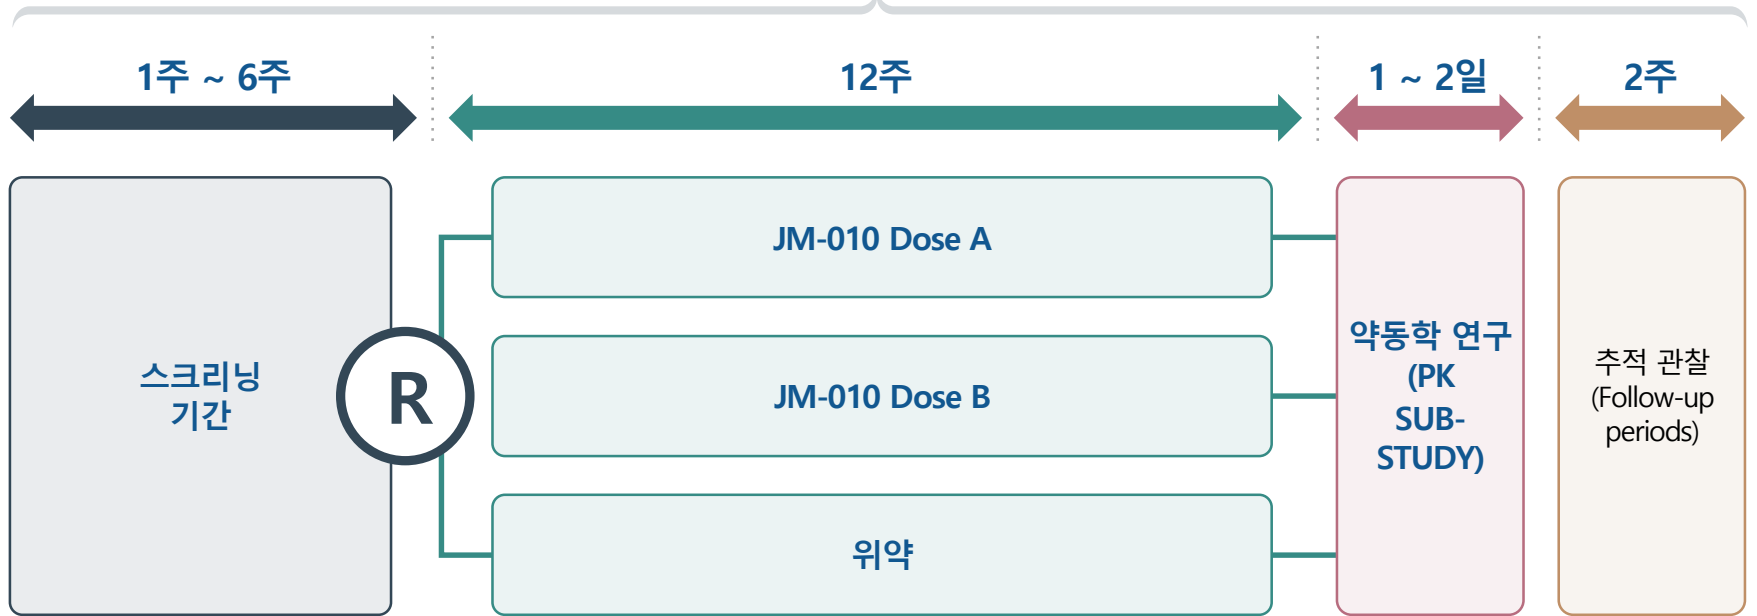 1주 ~ 6주
12주
1 ~ 2일
2주
스크리닝
기간
R
JM-010 Dose A
JM-010 Dose B
위약
약동학 연구
(PK
SUB-
STUDY)
추적 관찰
(Follow-up
periods)